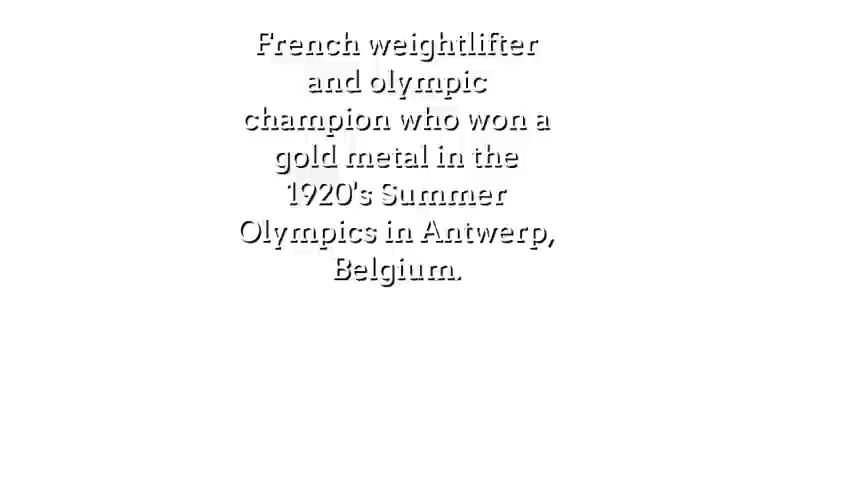 French weightlifter
and olympic
champion who won a
gold metal in the
1920's Summer
Olympics in Antwerp,
Belgium.